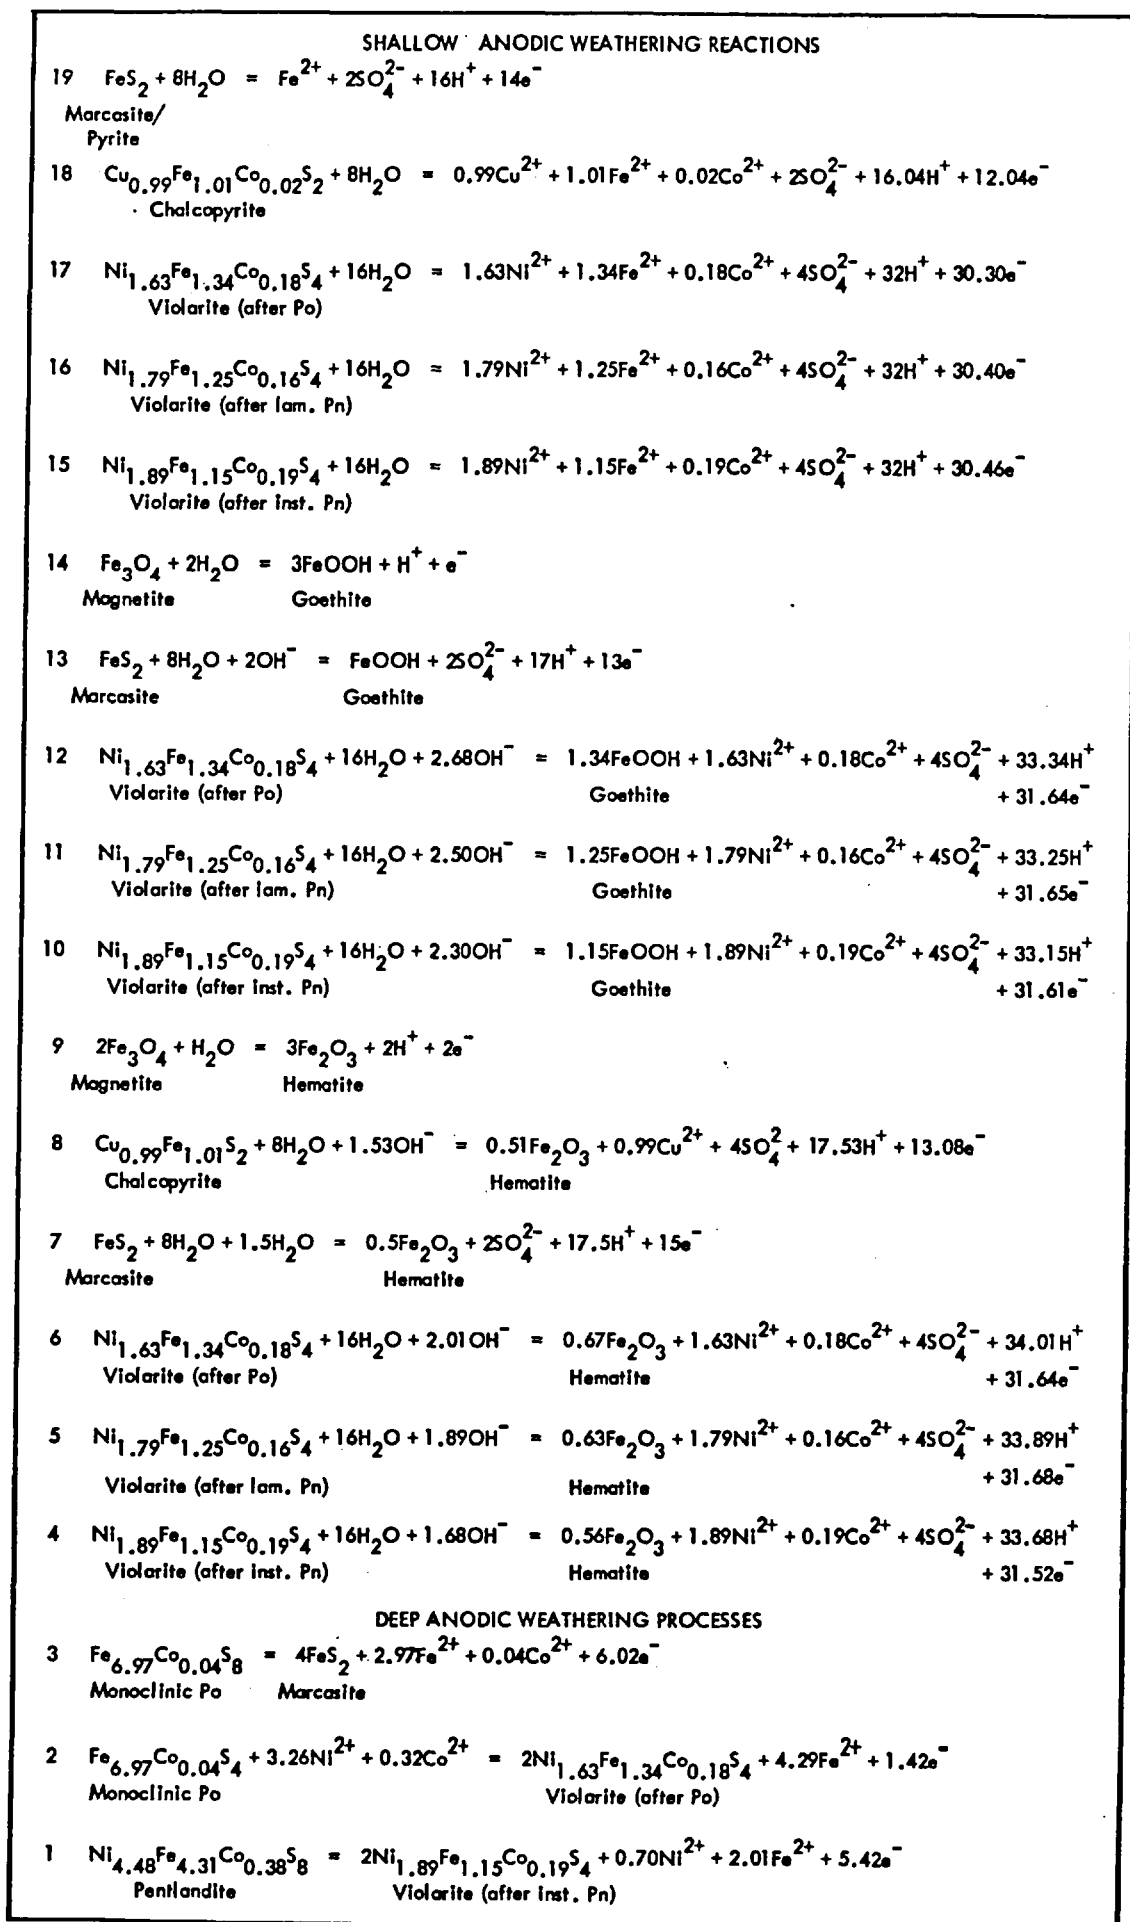 SHALLOW ANODIC WEATHERING REACTIONS
19 FeS₂ + 8H₂O = Fe²⁺ + 2SO₄²⁻ + 16H⁺ + 14e⁻
Marcasite/
Pyrite
18 Cu₀.₉₉Fe₁.₀₁Co₀.₀₂S₂ + 8H₂O = 0.99Cu²⁺ + 1.01Fe²⁺ + 0.02Co²⁺ + 2SO₄²⁻ + 16.04H⁺ + 12.04e⁻
Chalcopyrite
17 Ni₁.₆₃Fe₁.₃₄Co₀.₁₈S₄ + 16H₂O = 1.63Ni²⁺ + 1.34Fe²⁺ + 0.18Co²⁺ + 4SO₄²⁻ + 32H⁺ + 30.30e⁻
Violarite (after Po)
16 Ni₁.₇₉Fe₁.₂₅Co₀.₁₆S₄ + 16H₂O = 1.79Ni²⁺ + 1.25Fe²⁺ + 0.16Co²⁺ + 4SO₄²⁻ + 32H⁺ + 30.40e⁻
Violarite (after lam. Pn)
15 Ni₁.₈₉Fe₁.₁₅Co₀.₁₉S₄ + 16H₂O = 1.89Ni²⁺ + 1.15Fe²⁺ + 0.19Co²⁺ + 4SO₄²⁻ + 32H⁺ + 30.46e⁻
Violarite (after inst. Pn)
14 Fe₃O₄ + 2H₂O = 3FeOOH + H⁺ + e⁻
Magnetite Goethite
13 FeS₂ + 8H₂O + 2OH⁻ = FeOOH + 2SO₄²⁻ + 17H⁺ + 13e⁻
Marcasite Goethite
12 Ni₁.₆₃Fe₁.₃₄Co₀.₁₈S₄ + 16H₂O + 2.68OH⁻ = 1.34FeOOH + 1.63Ni²⁺ + 0.18Co²⁺ + 4SO₄²⁻ + 33.34H⁺
Violarite (after Po) Goethite + 31.64e⁻
11 Ni₁.₇₉Fe₁.₂₅Co₀.₁₆S₄ + 16H₂O + 2.50OH⁻ = 1.25FeOOH + 1.79Ni²⁺ + 0.16Co²⁺ + 4SO₄²⁻ + 33.25H⁺
Violarite (after lam. Pn) Goethite + 31.65e⁻
10 Ni₁.₈₉Fe₁.₁₅Co₀.₁₉S₄ + 16H₂O + 2.30OH⁻ = 1.15FeOOH + 1.89Ni²⁺ + 0.19Co²⁺ + 4SO₄²⁻ + 33.15H⁺
Violarite (after inst. Pn) Goethite + 31.61e⁻
9 2Fe₃O₄ + H₂O = 3Fe₂O₃ + 2H⁺ + 2e⁻
Magnetite Hematite
8 Cu₀.₉₉Fe₁.₀₁S₂ + 8H₂O + 1.53OH⁻ = 0.51Fe₂O₃ + 0.99Cu²⁺ + 4SO₄² + 17.53H⁺ + 13.08e⁻
Chalcopyrite Hematite
7 FeS₂ + 8H₂O + 1.5H₂O = 0.5Fe₂O₃ + 2SO₄²⁻ + 17.5H⁺ + 15e⁻
Marcasite Hematite
6 Ni₁.₆₃Fe₁.₃₄Co₀.₁₈S₄ + 16H₂O + 2.01OH⁻ = 0.67Fe₂O₃ + 1.63Ni²⁺ + 0.18Co²⁺ + 4SO₄²⁻ + 34.01H⁺
Violarite (after Po) Hematite + 31.64e⁻
5 Ni₁.₇₉Fe₁.₂₅Co₀.₁₆S₄ + 16H₂O + 1.89OH⁻ = 0.63Fe₂O₃ + 1.79Ni²⁺ + 0.16Co²⁺ + 4SO₄²⁻ + 33.89H⁺
Violarite (after lam. Pn) Hematite + 31.68e⁻
4 Ni₁.₈₉Fe₁.₁₅Co₀.₁₉S₄ + 16H₂O + 1.68OH⁻ = 0.56Fe₂O₃ + 1.89Ni²⁺ + 0.19Co²⁺ + 4SO₄²⁻ + 33.68H⁺
Violarite (after inst. Pn) Hematite + 31.52e⁻
DEEP ANODIC WEATHERING PROCESSES
3 Fe₆.₉₇Co₀.₀₄S₈ = 4FeS₂ + 2.97Fe²⁺ + 0.04Co²⁺ + 6.02e⁻
Monoclinic Po Marcasite
2 Fe₆.₉₇Co₀.₀₄S₄ + 3.26Ni²⁺ + 0.32Co²⁺ = 2Ni₁.₆₃Fe₁.₃₄Co₀.₁₈S₄ + 4.29Fe²⁺ + 1.42e⁻
Monoclinic Po Violarite (after Po)
1 Ni₄.₄₈Fe₄.₃₁Co₀.₃₈S₈ = 2Ni₁.₈₉Fe₁.₁₅Co₀.₁₉S₄ + 0.70Ni²⁺ + 2.01Fe²⁺ + 5.42e⁻
Pentlandite Violarite (after inst. Pn)